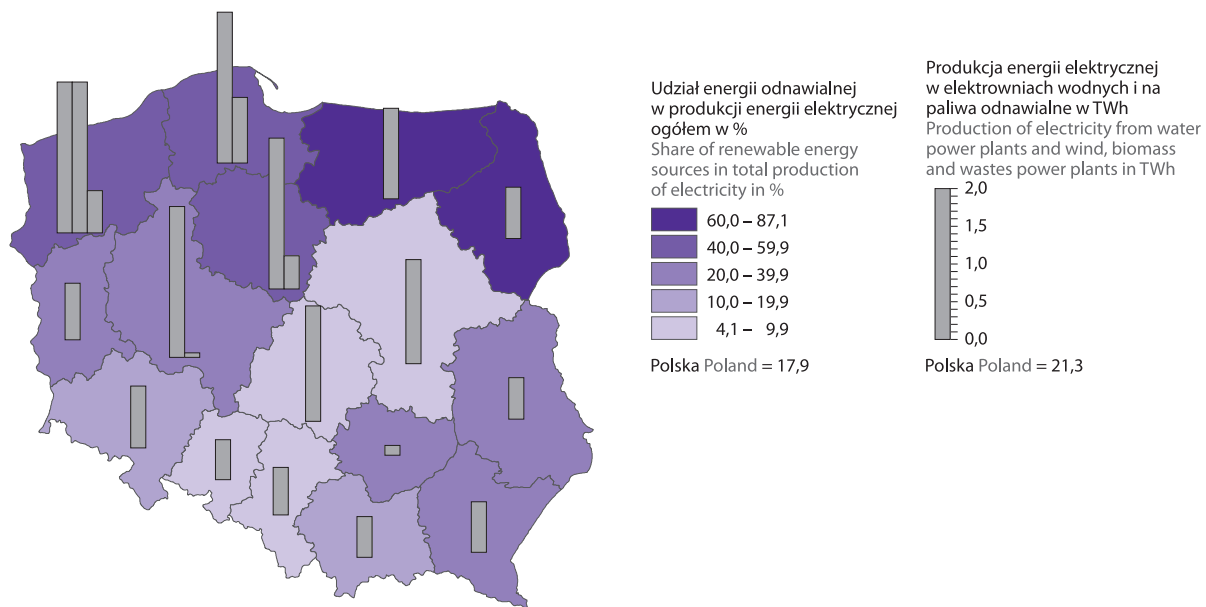 Udział energii odnawialnej
w produkcji energii elektrycznej
ogółem w %
Share of renewable energy
sources in total production
of electricity in %
60,0 – 87,1
40,0 – 59,9
20,0 – 39,9
10,0 – 19,9
4,1 – 9,9
Polska Poland = 17,9
Produkcja energii elektrycznej
w elektrowniach wodnych i na
paliwa odnawialne w TWh
Production of electricity from water
power plants and wind, biomass
and wastes power plants in TWh
2,0
1,5
1,0
0,5
0,0
Polska Poland = 21,3